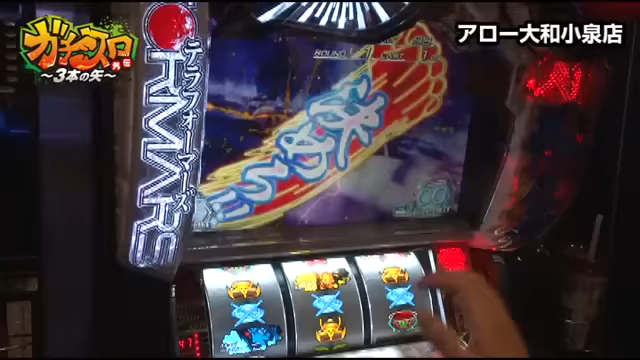 ガチスロ
外伝
～3本の矢～
アロー大和小泉店
テラフォーマーズ
TERRAFORMARS
ROUND
決めろ!!